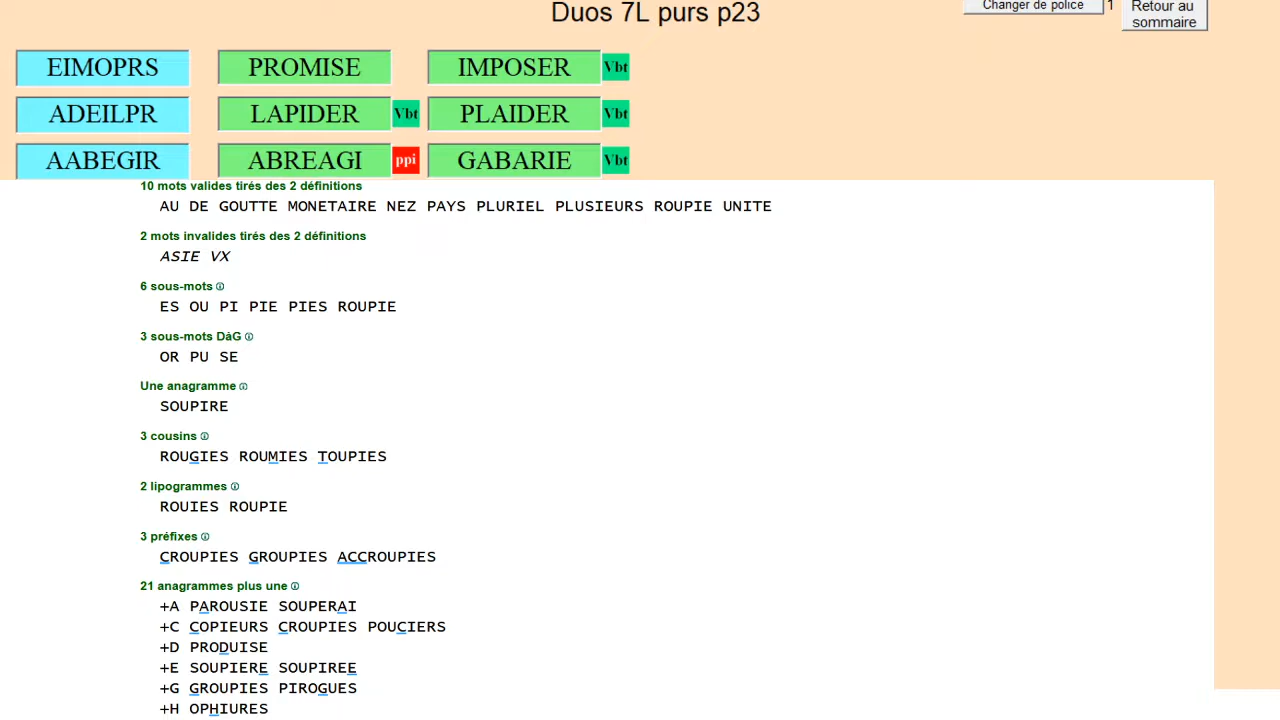 Duos 7L purs p23
Changer de police 1 Retour au
sommaire
EIMOPRS PROMISE IMPOSER Vbt
ADEILPR LAPIDER Vbt PLAIDER Vbt
AABEGIR ABREAGI ppi GABARIE Vbt
10 mots valides tirés des 2 définitions
AU DE GOUTTE MONETAIRE NEZ PAYS PLURIEL PLUSIEURS ROUPIE UNITE
2 mots invalides tirés des 2 définitions
ASIE VX
6 sous-mots
ES OU PI PIE PIES ROUPIE
3 sous-mots DàG
OR PU SE
Une anagramme
SOUPIRE
3 cousins
ROUGIES ROUMIES TOUPIES
2 lipogrammes
ROUIES ROUPIE
3 préfixes
CROUPIES GROUPIES ACCROUPIES
21 anagrammes plus une
+A PAROUSIE SOUPERAI
+C COPIEURS CROUPIES POUCIERS
+D PRODUISE
+E SOUPIERE SOUPIREE
+G GROUPIES PIROGUES
+H OPHIURES